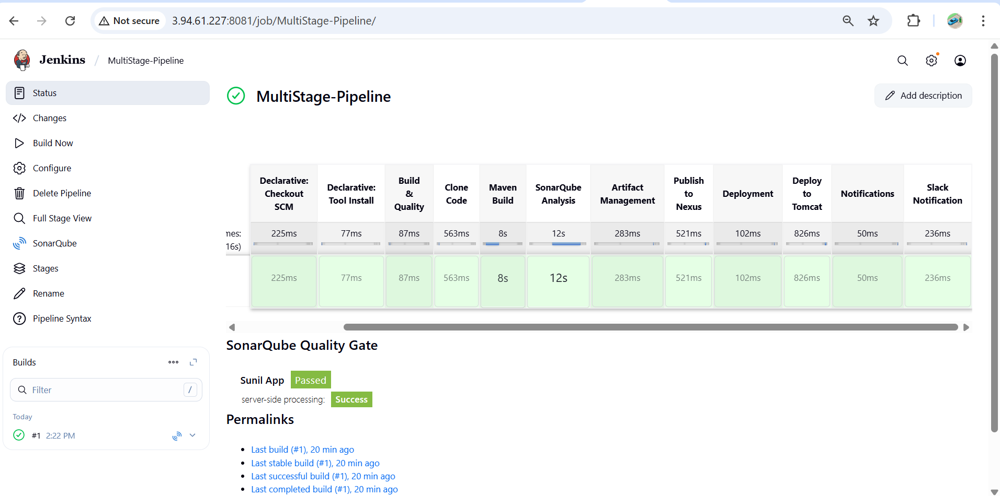 Not secure
3.94.61.227:8081/job/MultiStage-Pipeline/
Jenkins / MultiStage-Pipeline
Status
Changes
Build Now
Configure
Delete Pipeline
Full Stage View
SonarQube
Stages
Rename
Pipeline Syntax
Builds
Filter /
Today
#1 2:22 PM
MultiStage-Pipeline
Add description
Declarative:
Checkout
SCM
Declarative:
Tool Install
Build
&
Quality
Clone
Code
Maven
Build
SonarQube
Analysis
Artifact
Management
Publish
to
Nexus
Deployment
Deploy
to
Tomcat
Notifications
Slack
Notification
mes:
16s)
225ms 77ms 87ms 563ms 8s 12s 283ms 521ms 102ms 826ms 50ms 236ms
225ms 77ms 87ms 563ms 8s 12s 283ms 521ms 102ms 826ms 50ms 236ms
SonarQube Quality Gate
Sunil App Passed
server-side processing: Success
Permalinks
Last build (#1), 20 min ago
Last stable build (#1), 20 min ago
Last successful build (#1), 20 min ago
Last completed build (#1), 20 min ago